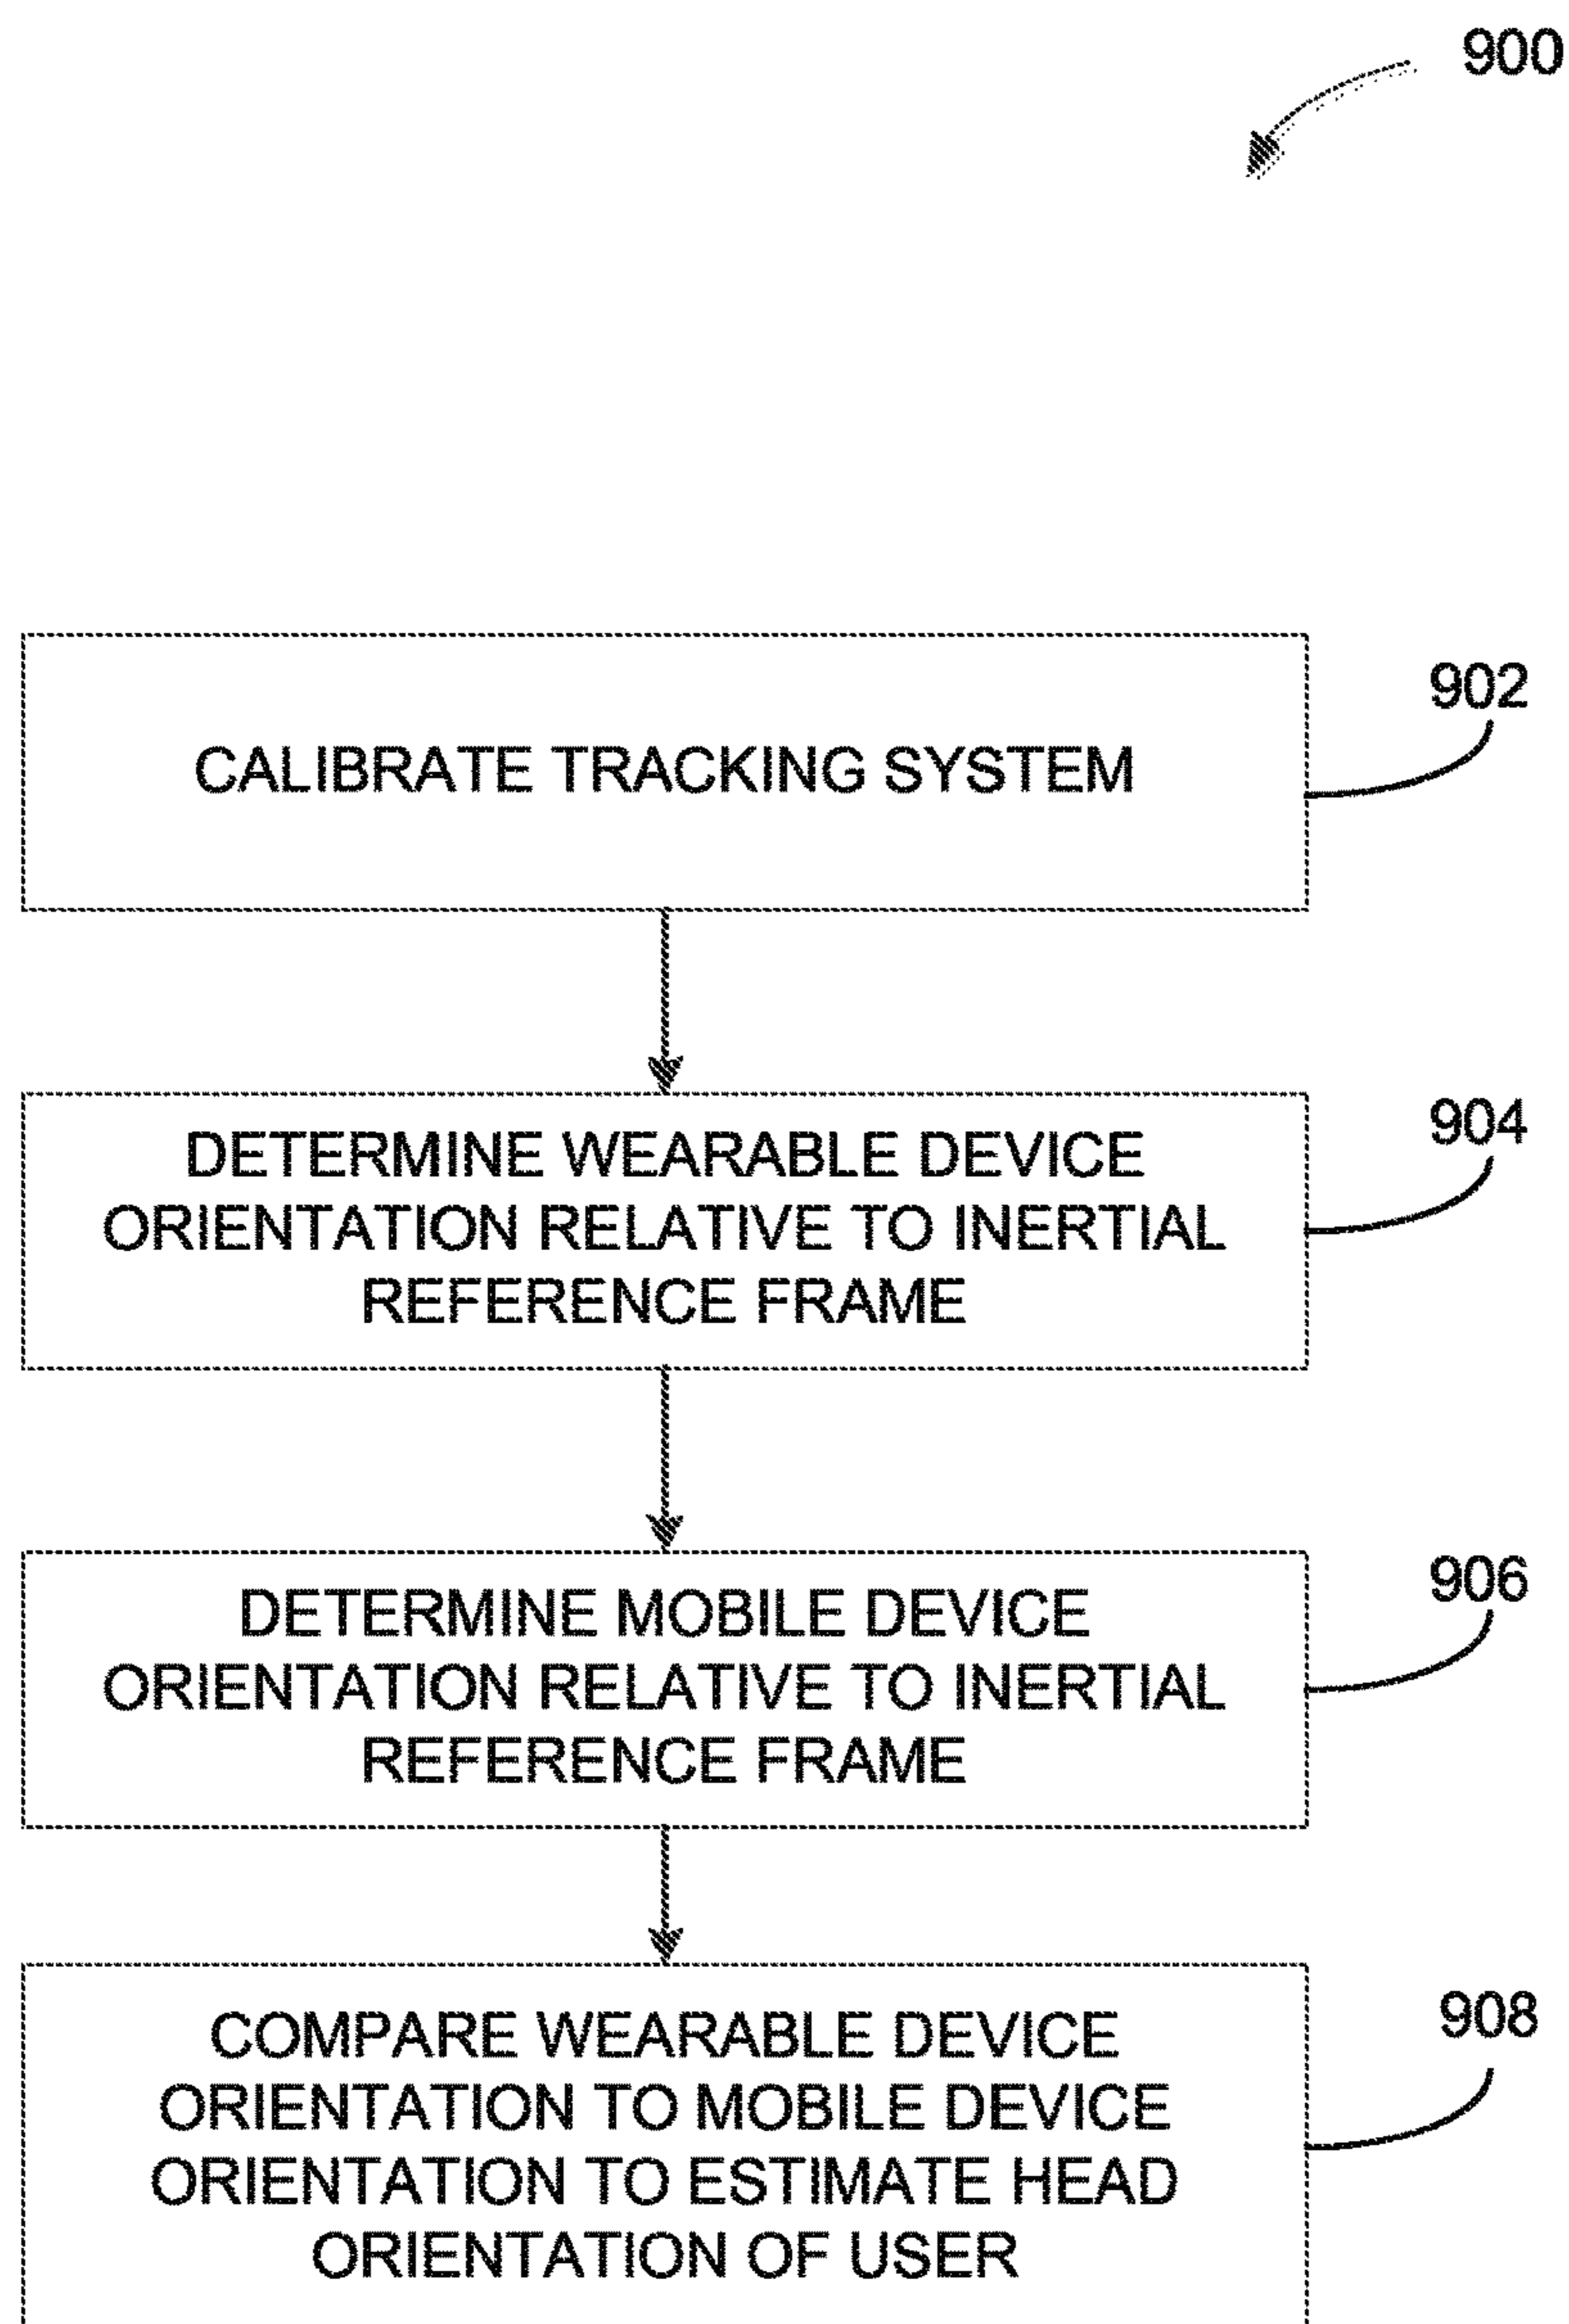 900
CALIBRATE TRACKING SYSTEM
902
DETERMINE WEARABLE DEVICE
ORIENTATION RELATIVE TO INERTIAL
REFERENCE FRAME
904
DETERMINE MOBILE DEVICE
ORIENTATION RELATIVE TO INERTIAL
REFERENCE FRAME
906
COMPARE WEARABLE DEVICE
ORIENTATION TO MOBILE DEVICE
ORIENTATION TO ESTIMATE HEAD
ORIENTATION OF USER
908